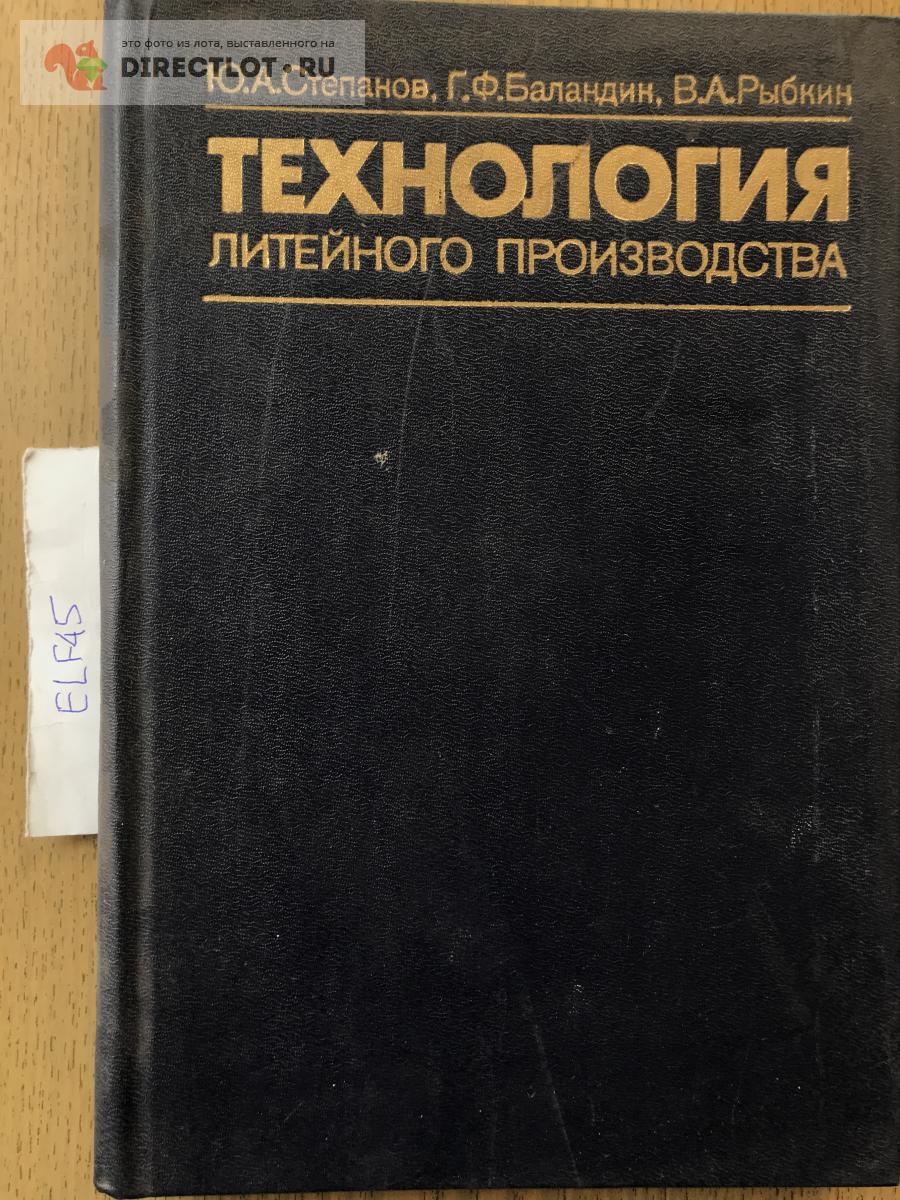 это фото из лота, выставленного на
DIRECTLOT.RU
Ю.А.Степанов, Г.Ф.Баландин, В.А.Рыбкин
ТЕХНОЛОГИЯ
ЛИТЕЙНОГО ПРОИЗВОДСТВА
ELF45